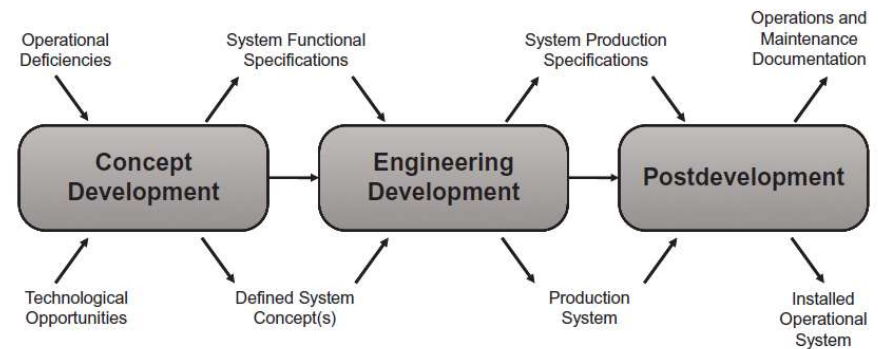 Operational
Deficiencies
System Functional
Specifications
System Production
Specifications
Operations and
Maintenance
Documentation
Concept
Development
Engineering
Development
Postdevelopment
Technological
Opportunities
Defined System
Concept(s)
Production
System
Installed
Operational
System